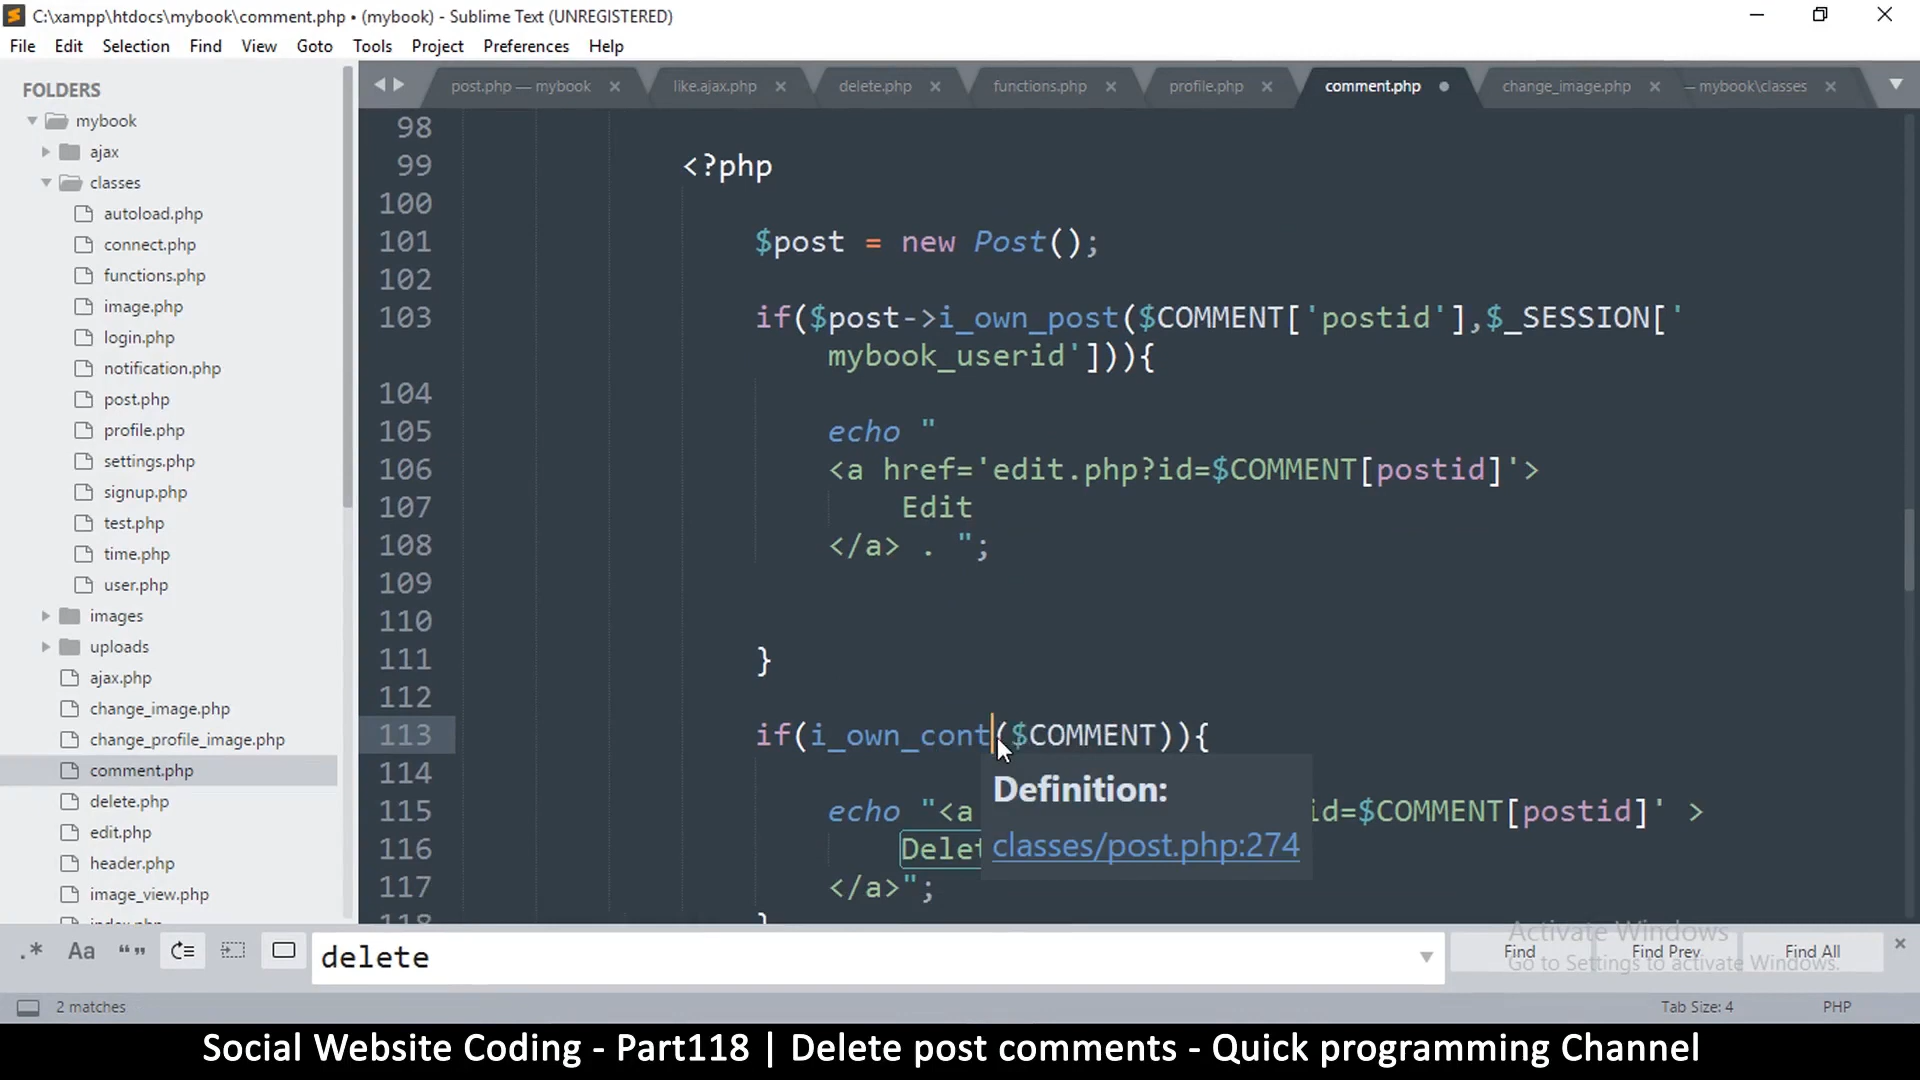 C:\xampp\htdocs\mybook\comment.php • (mybook) - Sublime Text (UNREGISTERED)
File Edit Selection Find View Goto Tools Project Preferences Help
FOLDERS
mybook
ajax
classes
autoload.php
connect.php
functions.php
image.php
login.php
notification.php
post.php
profile.php
settings.php
signup.php
test.php
time.php
user.php
images
uploads
ajax.php
change_image.php
change_profile_image.php
comment.php
delete.php
edit.php
header.php
image_view.php
index.php
post.php — mybook
like.ajax.php
delete.php
functions.php
profile.php
comment.php
change_image.php
— mybook\classes
98
99 <?php
100
101 $post = new Post();
102
103 if($post->i_own_post($COMMENT['postid'],$_SESSION['
mybook_userid'])){
104
105 echo "
106 <a href='edit.php?id=$COMMENT[postid]'>
107 Edit
108 </a> . ";
109
110
111 }
112
113 if(i_own_cont($COMMENT)){
114
115 echo "<a id=$COMMENT[postid]' >
116 Delet
117 </a>";
118 }
Definition:
classes/post.php:274
.* Aa “ ” delete Find Find Prev Find All
Activate Windows
Go to Settings to activate Windows.
2 matches Tab Size: 4 PHP
Social Website Coding - Part118 | Delete post comments - Quick programming Channel